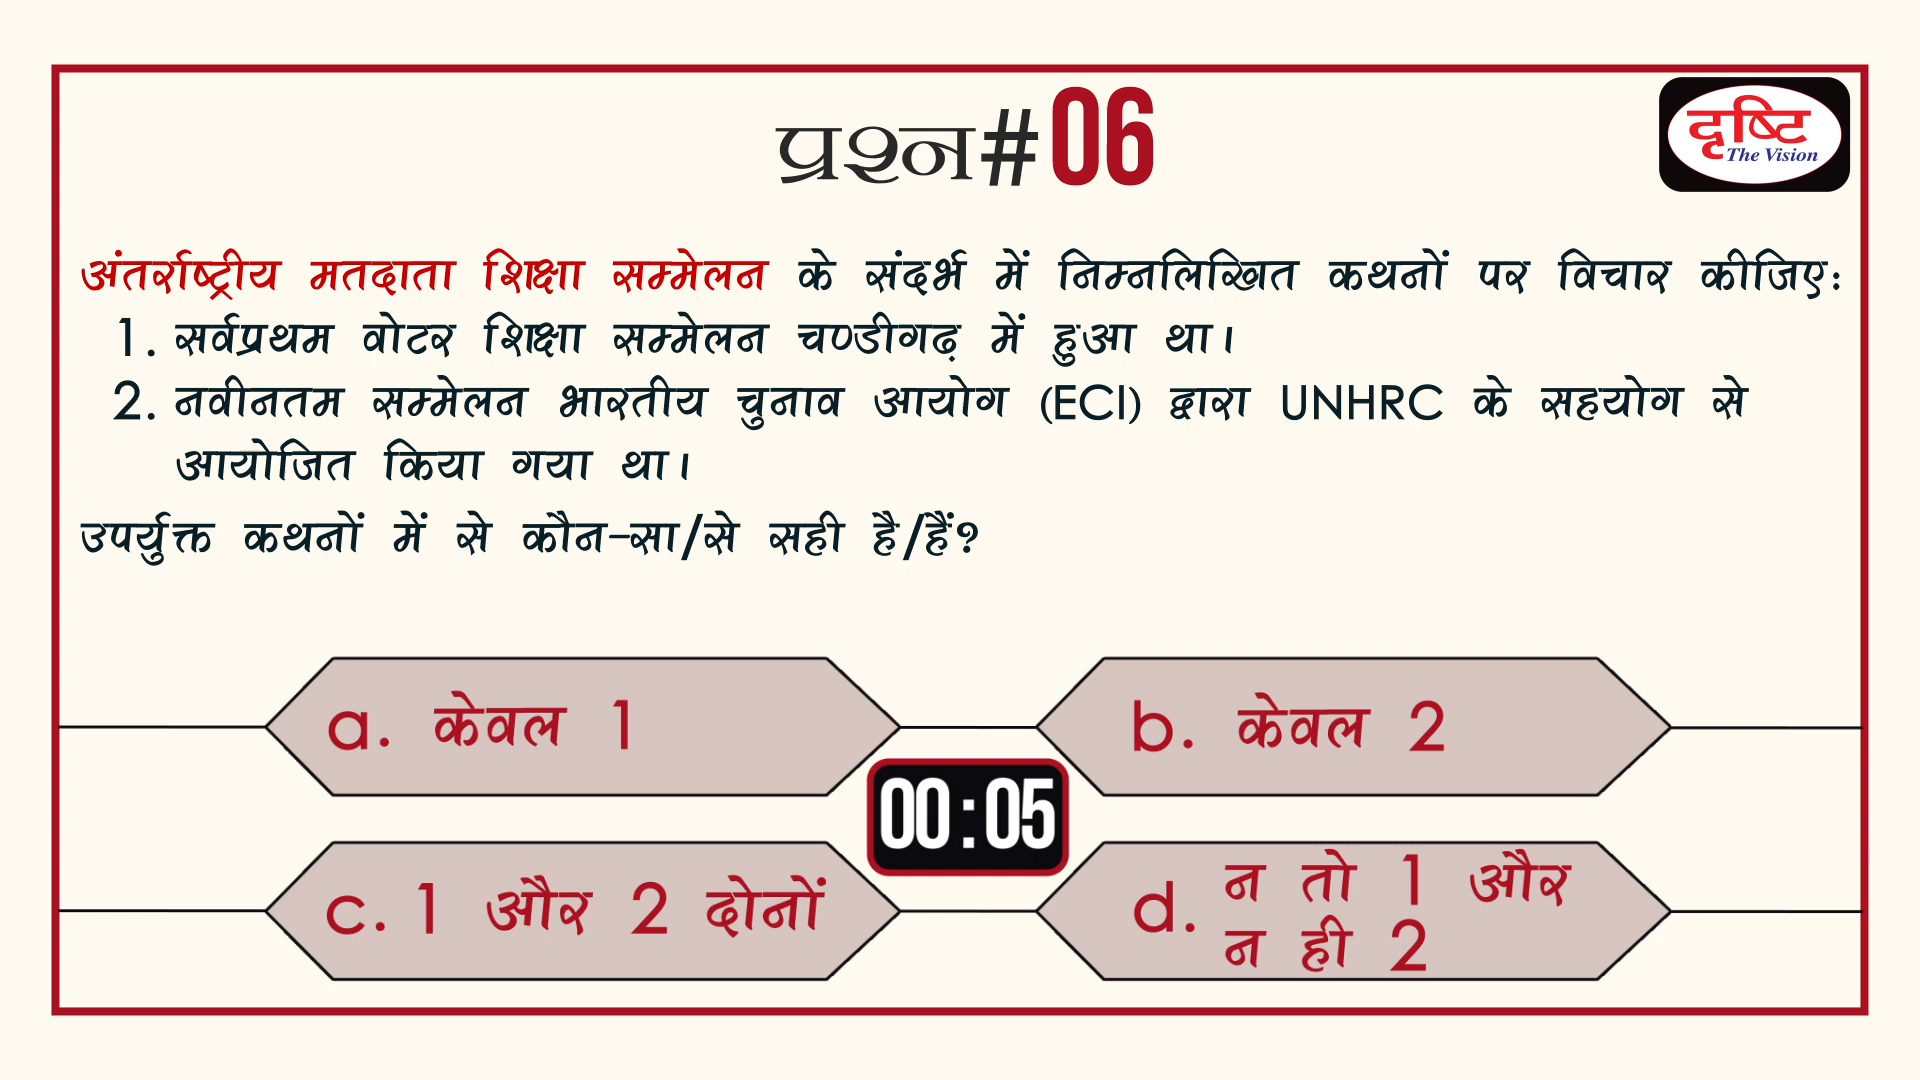 प्रश्न#06
दृष्टि
The Vision
अंतर्राष्ट्रीय मतदाता शिक्षा सम्मेलन के संदर्भ में निम्नलिखित कथनों पर विचार कीजिए:
1. सर्वप्रथम वोटर शिक्षा सम्मेलन चण्डीगढ़ में हुआ था।
2. नवीनतम सम्मेलन भारतीय चुनाव आयोग (ECI) द्वारा UNHRC के सहयोग से
आयोजित किया गया था।
उपर्युक्त कथनों में से कौन-सा/से सही है/हैं?
a. केवल 1
b. केवल 2
00:05
c. 1 और 2 दोनों
d. न तो 1 और
न ही 2